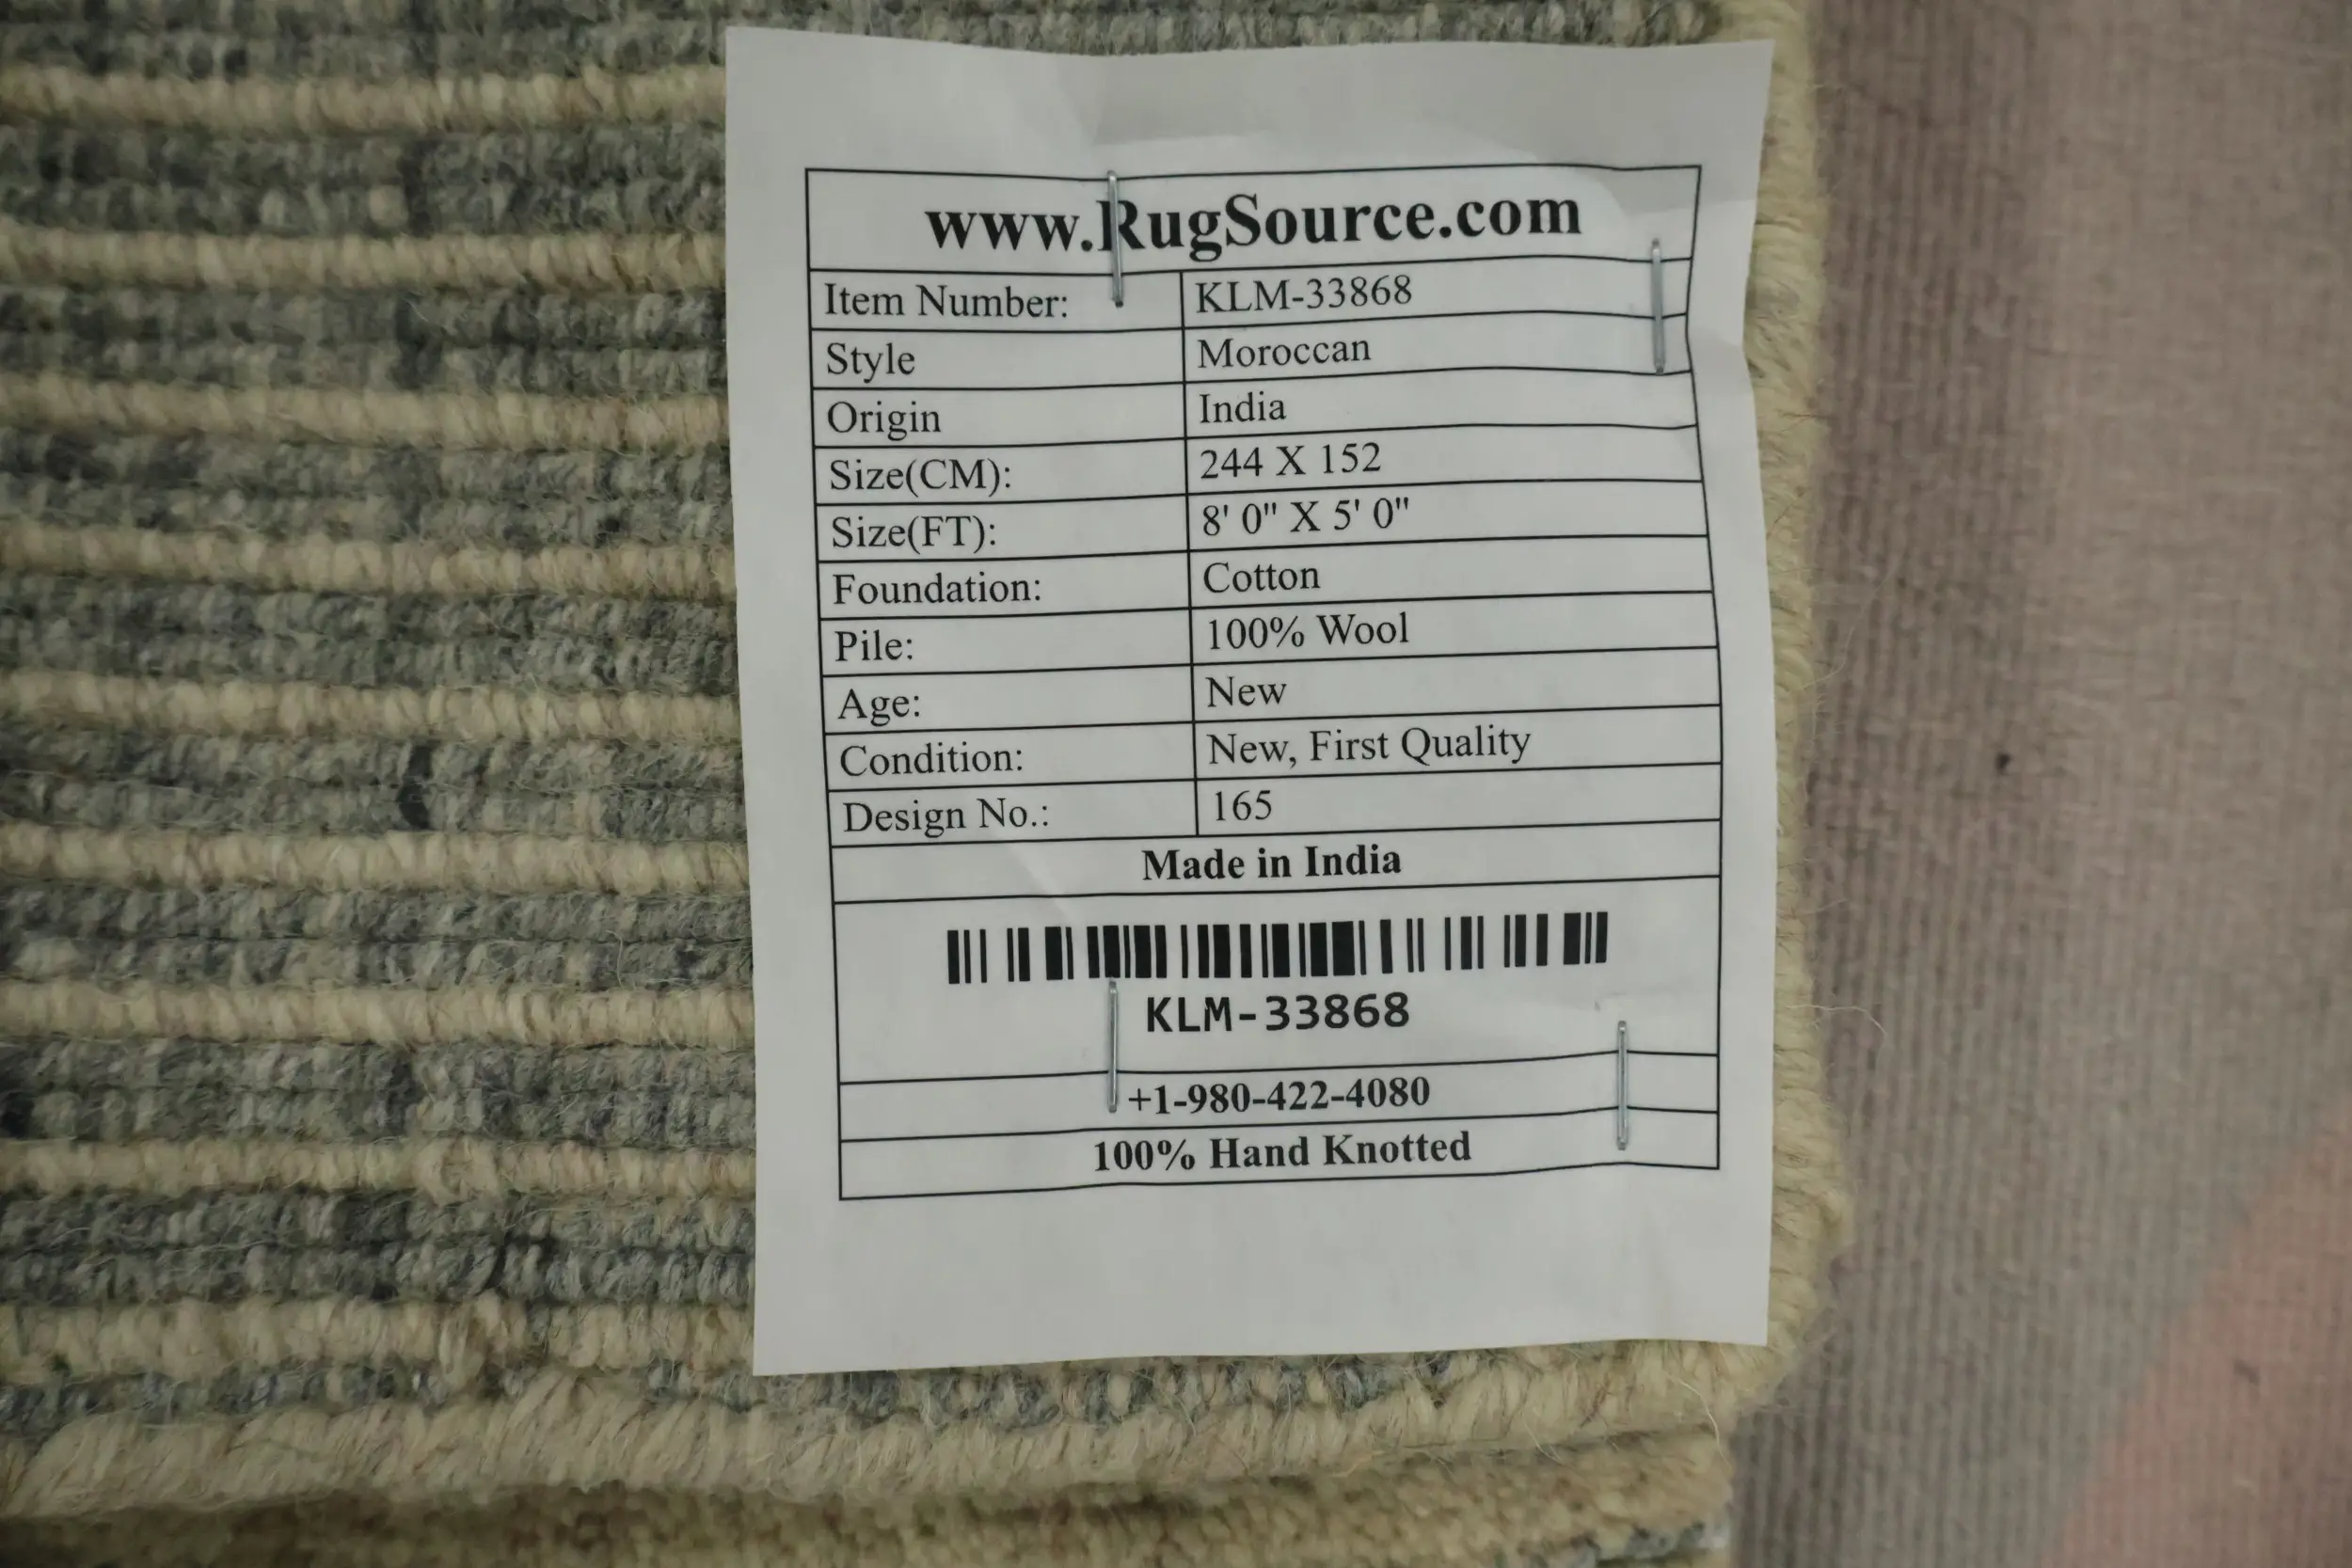 www.RugSource.com
Item Number: KLM-33868
Style Moroccan
Origin India
Size(CM): 244 X 152
Size(FT): 8' 0" X 5' 0"
Foundation: Cotton
Pile: 100% Wool
Age: New
Condition: New, First Quality
Design No.: 165
Made in India
KLM-33868
+1-980-422-4080
100% Hand Knotted